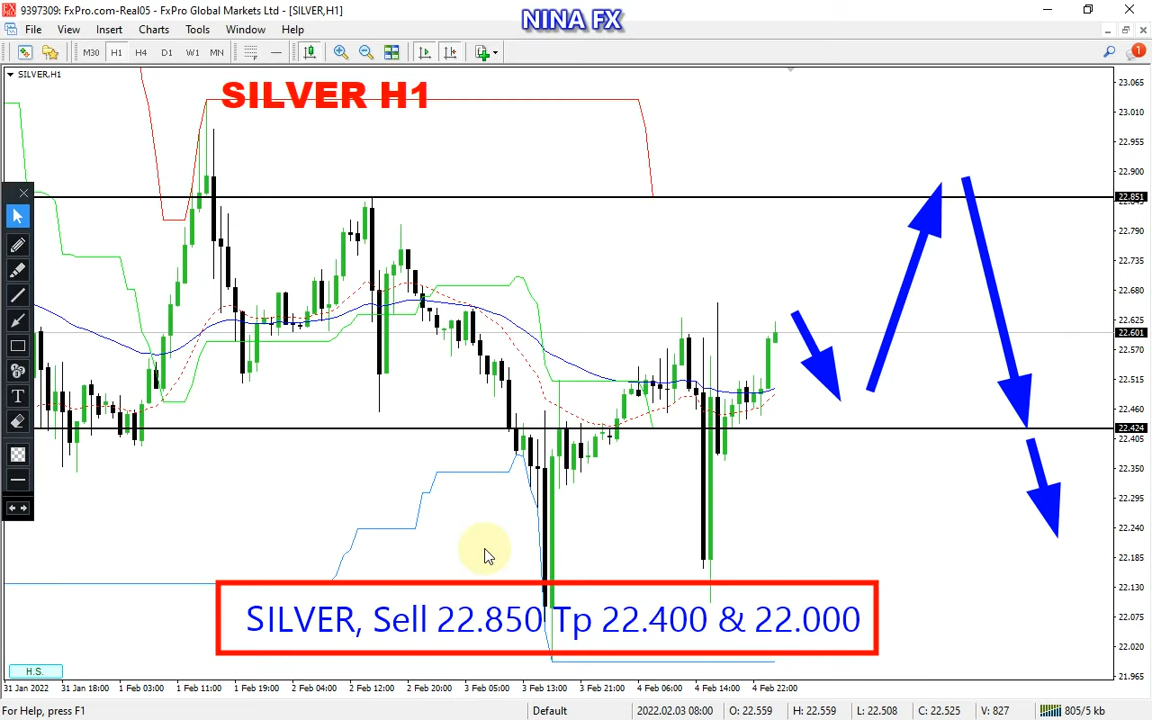 9397309: FxPro.com-Real05 - FxPro Global Markets Ltd - [SILVER,H1]
NINA FX
File View Insert Charts Tools Window Help
M30 H1 H4 D1 W1 MN
1
SILVER,H1
SILVER H1
23.065
23.010
22.955
22.900
22.851
22.790
22.735
22.680
22.625
22.601
22.570
22.515
22.460
22.424
22.405
22.350
22.295
22.240
22.185
22.130
22.075
22.020
21.965
T
SILVER, Sell 22.850 Tp 22.400 & 22.000
H.S.
31 Jan 2022 31 Jan 18:00 1 Feb 03:00 1 Feb 11:00 1 Feb 19:00 2 Feb 04:00 2 Feb 12:00 2 Feb 20:00 3 Feb 05:00 3 Feb 13:00 3 Feb 21:00 4 Feb 06:00 4 Feb 14:00 4 Feb 22:00
For Help, press F1 Default 2022.02.03 08:00 O: 22.559 H: 22.559 L: 22.508 C: 22.525 V: 827 805/5 kb